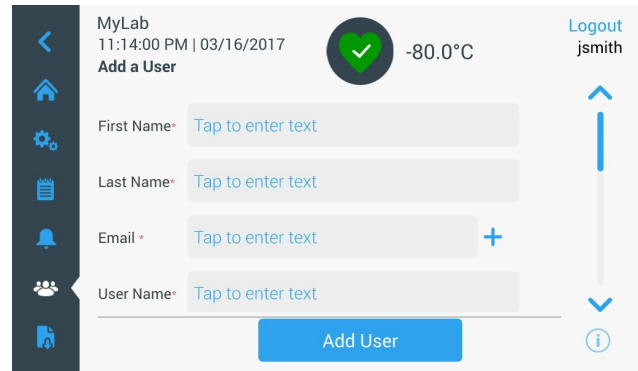 MyLab
11:14:00 PM | 03/16/2017
Add a User
-80.0°C
Logout
jsmith
First Name* Tap to enter text
Last Name* Tap to enter text
Email * Tap to enter text +
User Name* Tap to enter text
Add User
i